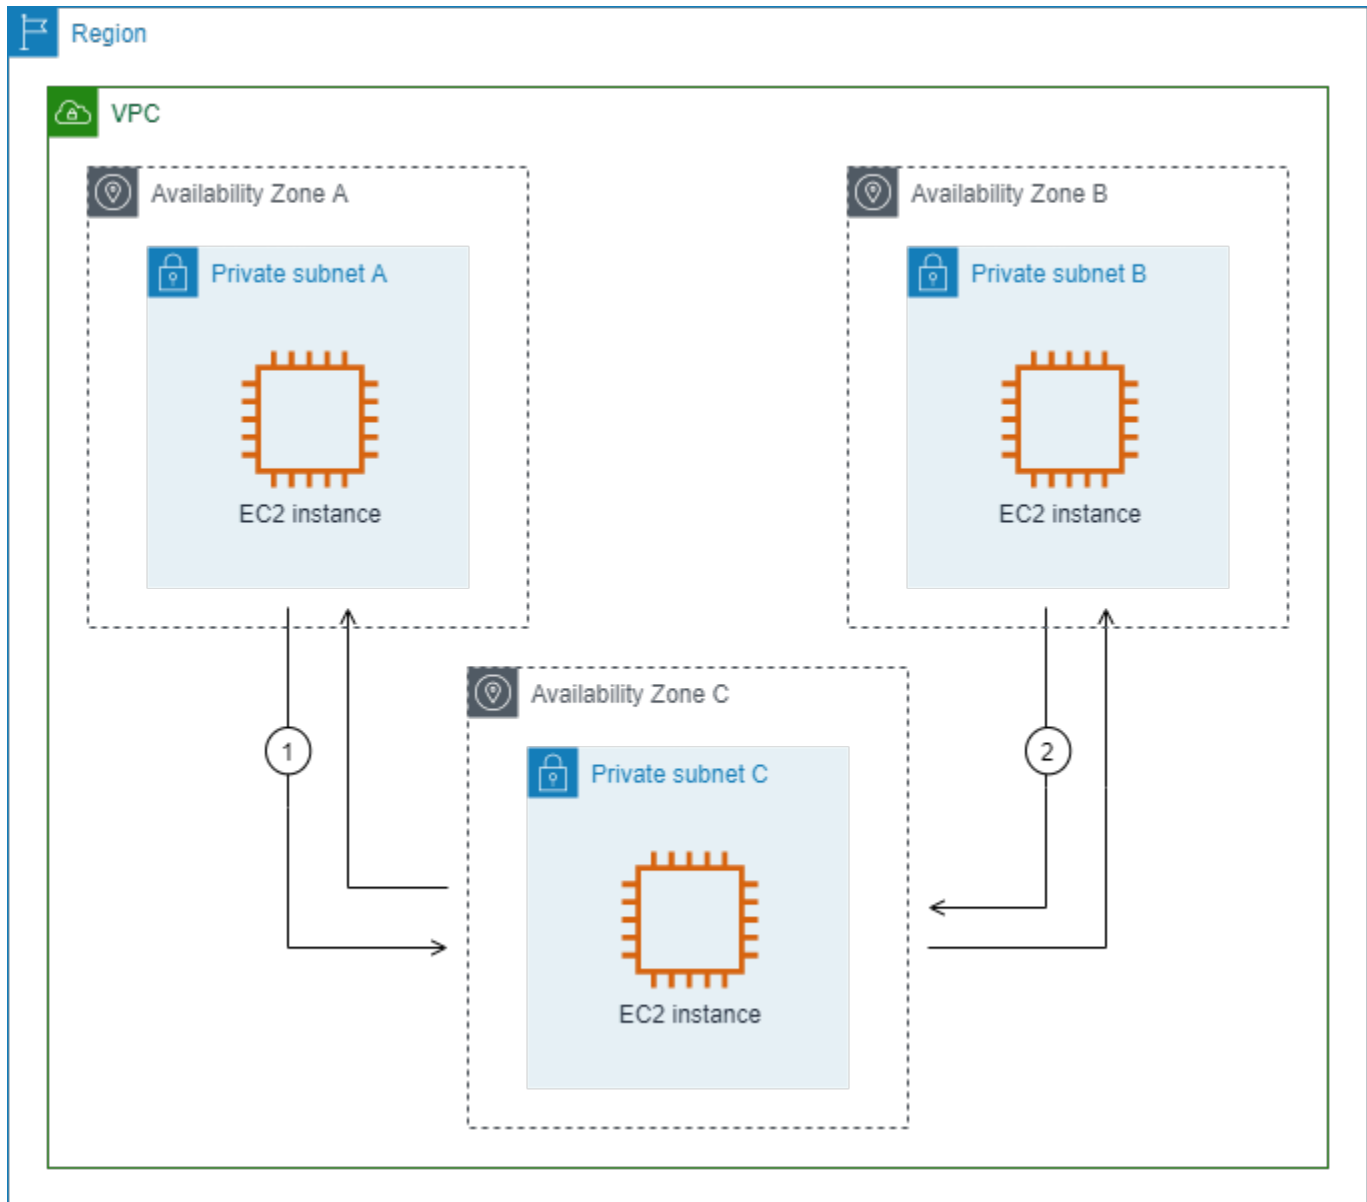 Region
VPC
Availability Zone A
Availability Zone B
Private subnet A
Private subnet B
EC2 instance
EC2 instance
Availability Zone C
1
2
Private subnet C
EC2 instance